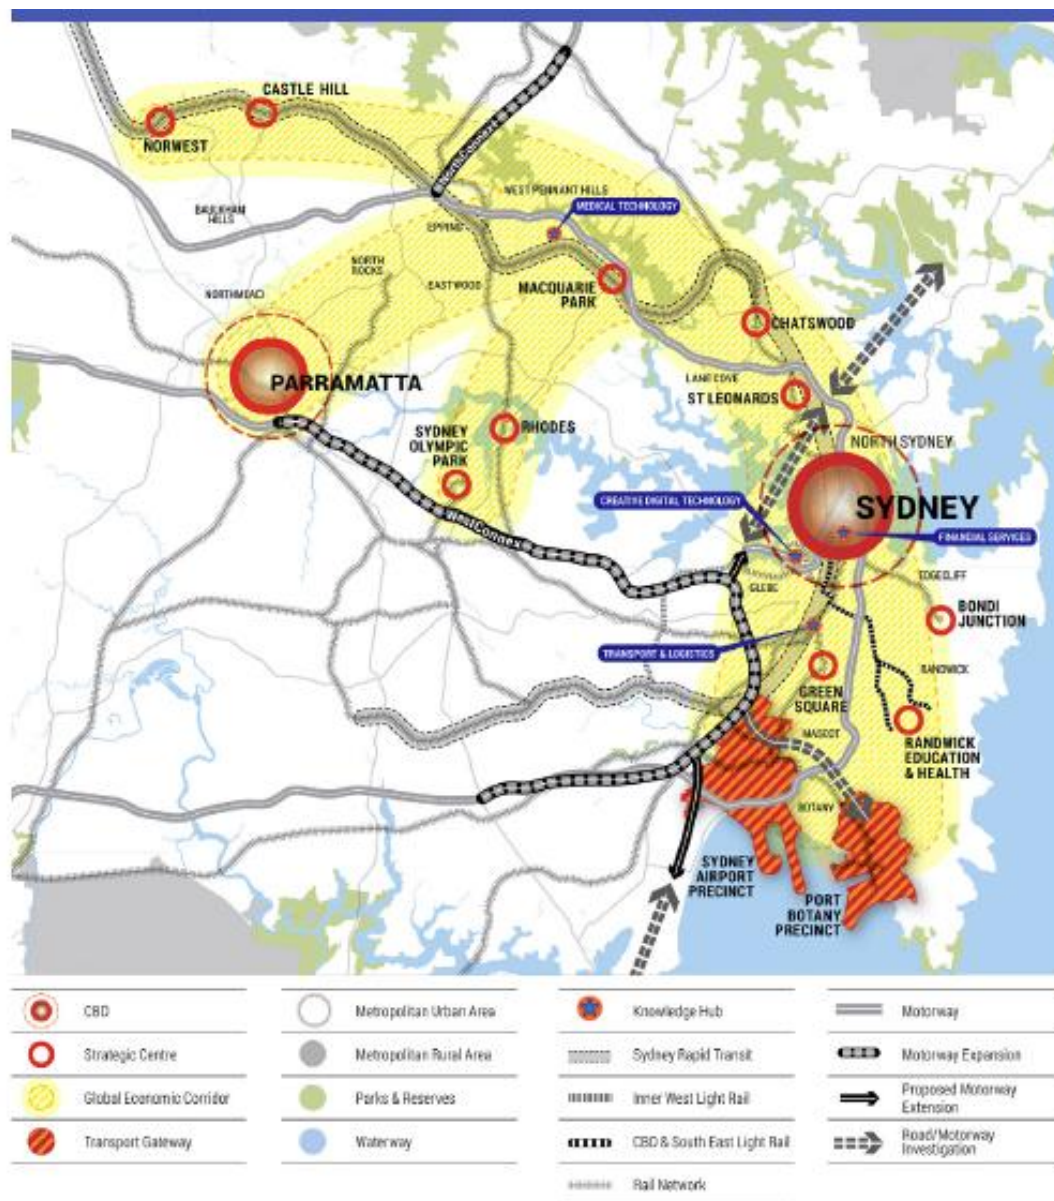 CASTLE HILL
NORWEST
NorthConnex
WEST PENNANT HILLS
MEDICAL TECHNOLOGY
BAULKHAM
HILLS
EPPING
NORTH
ROCKS
EASTWOOD
NORTHMEAD
MACQUARIE
PARK
CHATSWOOD
PARRAMATTA
LANE COVE
ST LEONARDS
SYDNEY
OLYMPIC
PARK
RHODES
NORTH SYDNEY
CREATIVE DIGITAL TECHNOLOGY
SYDNEY
WestConnex
FINANCIAL SERVICES
GLEBE
EDGECLIFF
BONDI
JUNCTION
TRANSPORT & LOGISTICS
RANDWICK
GREEN
SQUARE
MASCOT
RANDWICK
EDUCATION
& HEALTH
BOTANY
SYDNEY
AIRPORT
PRECINCT
PORT
BOTANY
PRECINCT
CBD
Strategic Centre
Global Economic Corridor
Transport Gateway
Metropolitan Urban Area
Metropolitan Rural Area
Parks & Reserves
Waterway
Knowledge Hub
Sydney Rapid Transit
Inner West Light Rail
CBD & South East Light Rail
Rail Network
Motorway
Motorway Expansion
Proposed Motorway
Extension
Road/Motorway
Investigation